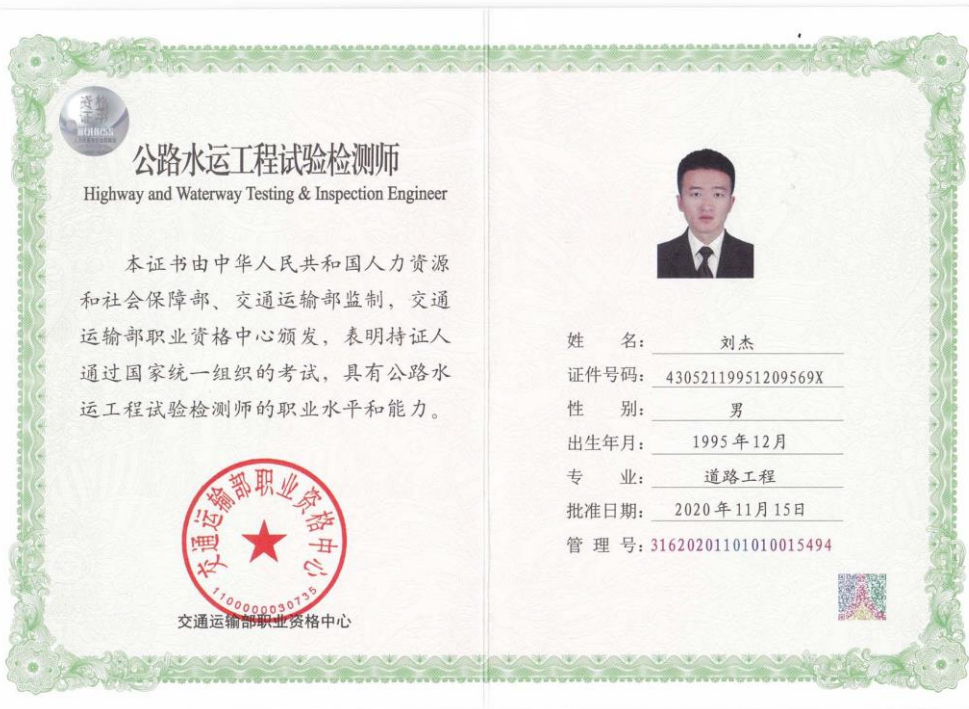 资格
证书
公路水运工程试验检测师
Highway and Waterway Testing & Inspection Engineer
本证书由中华人民共和国人力资源
和社会保障部、交通运输部监制，交通
运输部职业资格中心颁发，表明持证人
通过国家统一组织的考试，具有公路水
运工程试验检测师的职业水平和能力。
交通运输部职业资格中心
1100000030735
交通运输部职业资格中心
姓 名： 刘杰
证件号码： 43052119951209569X
性 别： 男
出生年月： 1995年12月
专 业： 道路工程
批准日期： 2020年11月15日
管 理 号：31620201101010015494